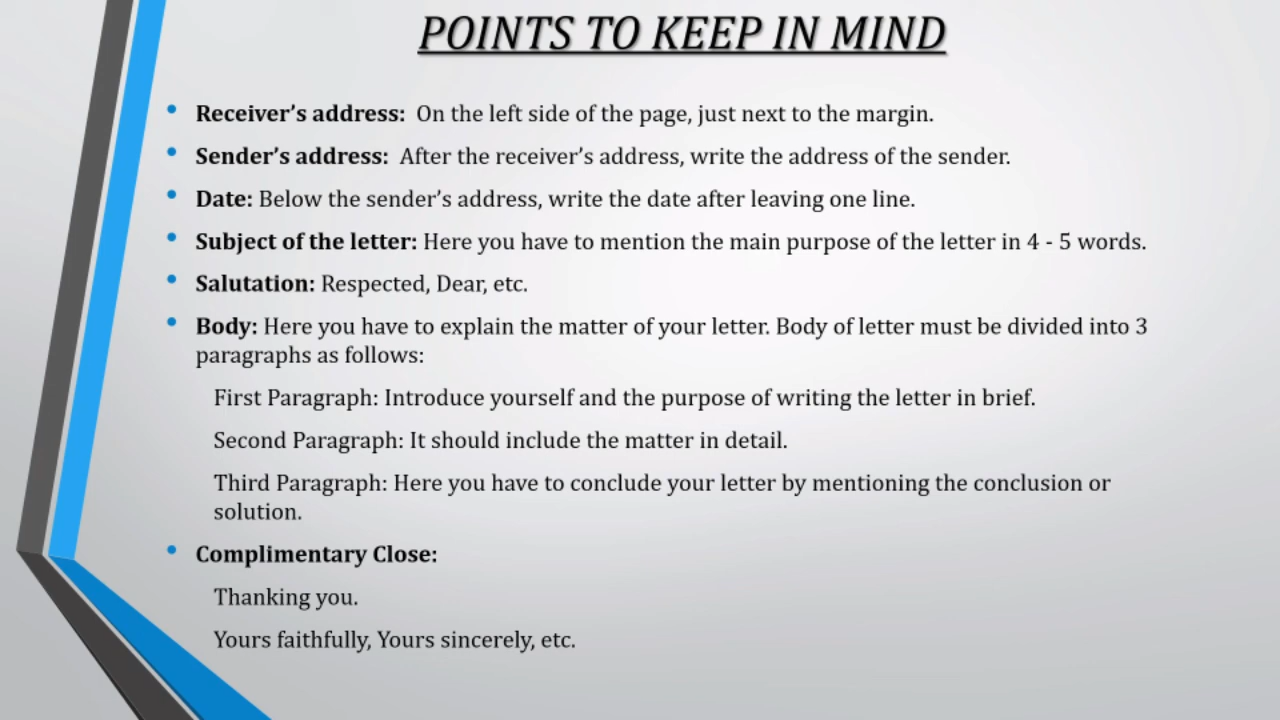 POINTS TO KEEP IN MIND
• Receiver’s address: On the left side of the page, just next to the margin.
• Sender’s address: After the receiver’s address, write the address of the sender.
• Date: Below the sender’s address, write the date after leaving one line.
• Subject of the letter: Here you have to mention the main purpose of the letter in 4 - 5 words.
• Salutation: Respected, Dear, etc.
• Body: Here you have to explain the matter of your letter. Body of letter must be divided into 3
paragraphs as follows:
First Paragraph: Introduce yourself and the purpose of writing the letter in brief.
Second Paragraph: It should include the matter in detail.
Third Paragraph: Here you have to conclude your letter by mentioning the conclusion or
solution.
• Complimentary Close:
Thanking you.
Yours faithfully, Yours sincerely, etc.